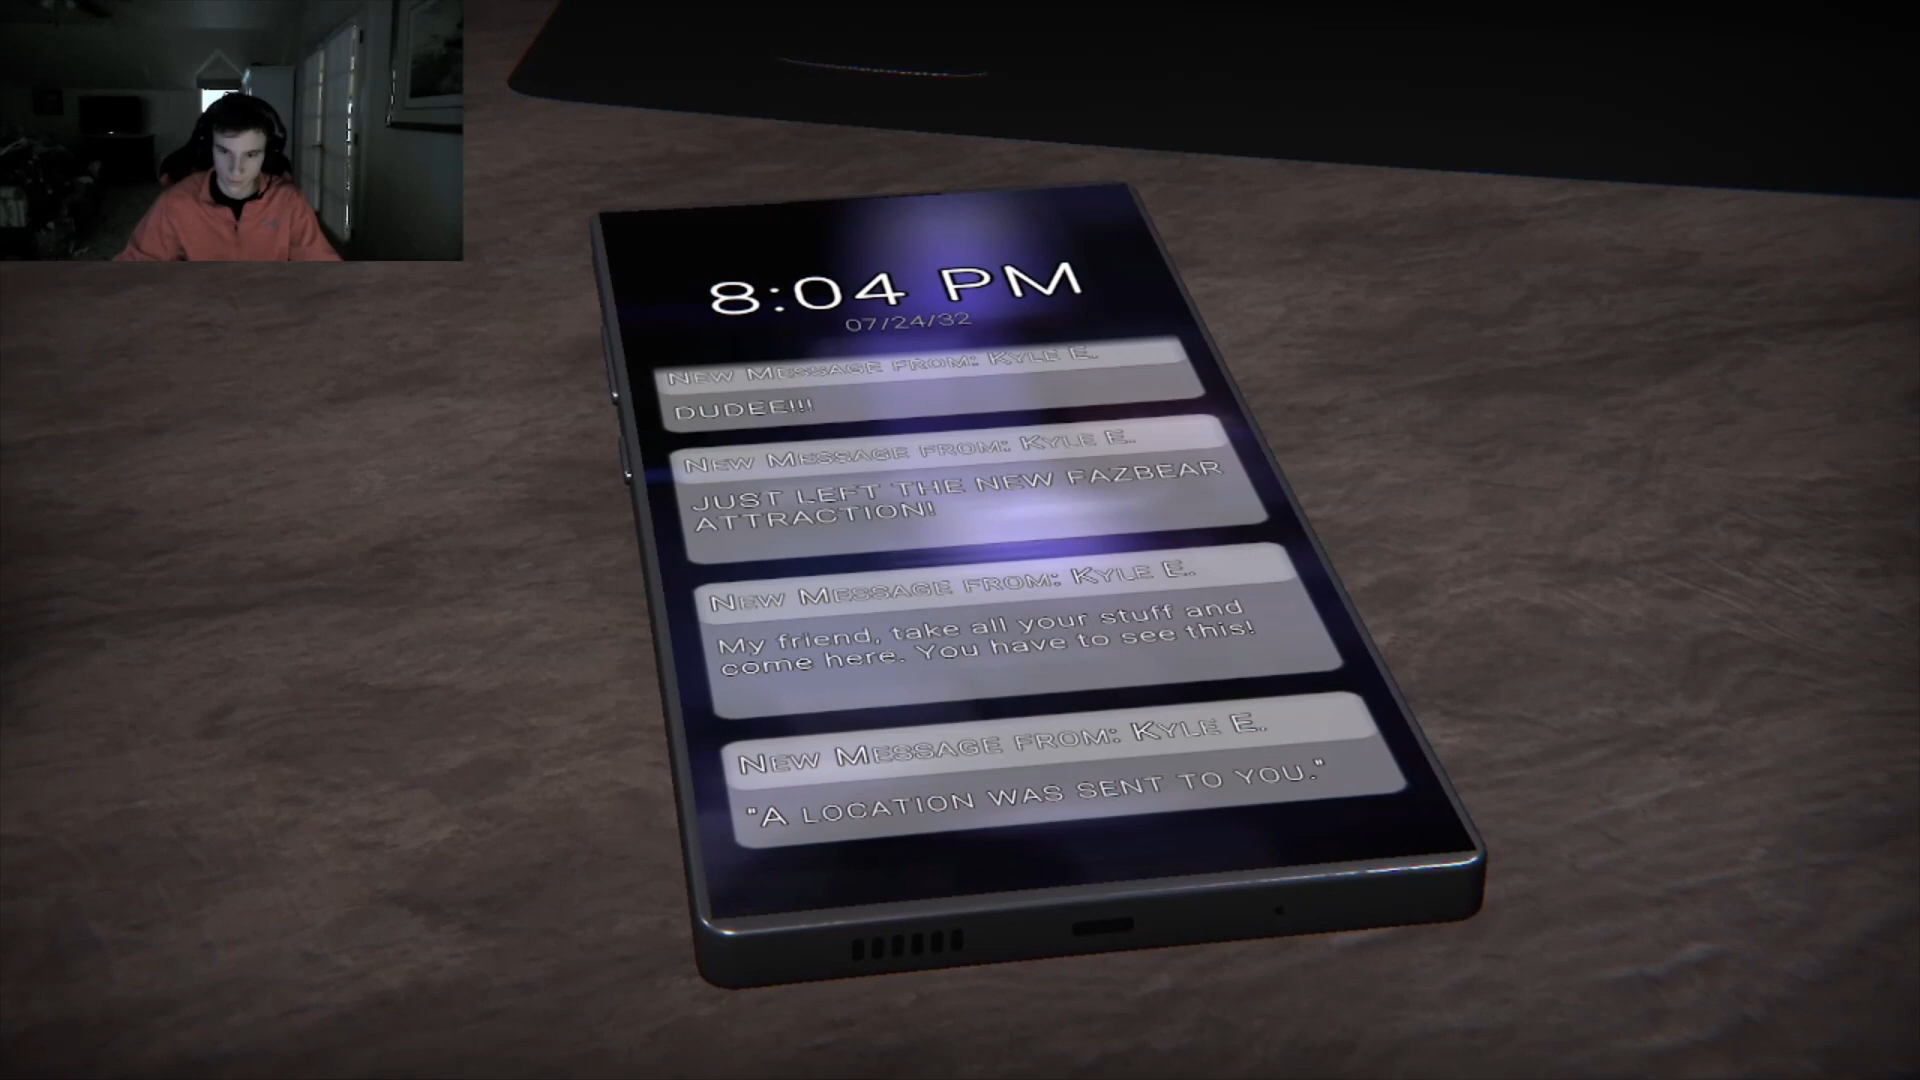 8:04 PM
07/24/32
New Message from: Kyle E.
DUDEE!!!
New Message from: Kyle E.
JUST LEFT THE NEW FAZBEAR
ATTRACTION!
New Message from: Kyle E.
My friend, take all your stuff and
come here. You have to see this!
New Message from: Kyle E.
"A LOCATION WAS SENT TO YOU."